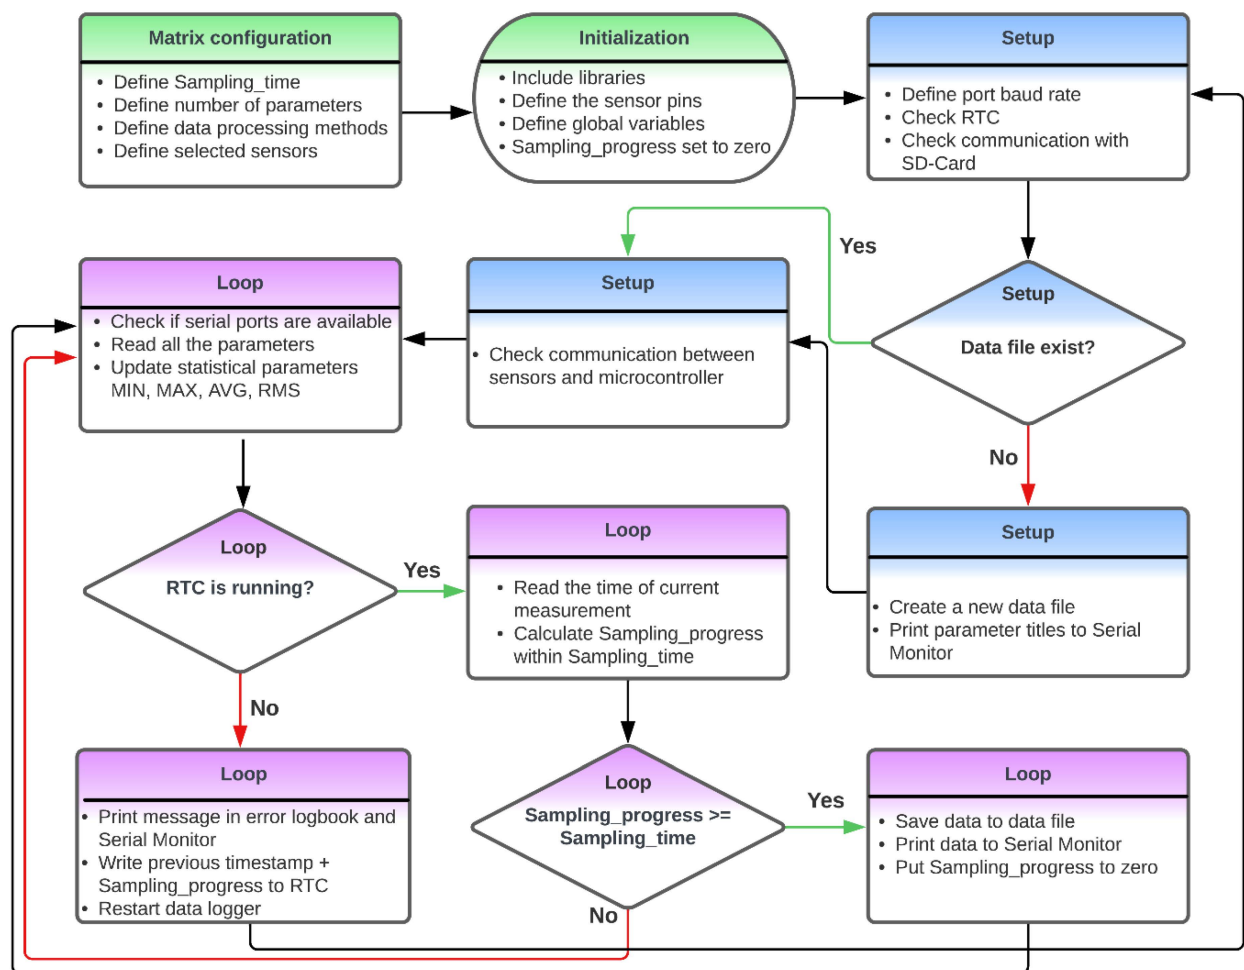 Matrix configuration
• Define Sampling_time
• Define number of parameters
• Define data processing methods
• Define selected sensors
Initialization
• Include libraries
• Define the sensor pins
• Define global variables
• Sampling_progress set to zero
Setup
• Define port baud rate
• Check RTC
• Check communication with
SD-Card
Yes
Setup
Data file exist?
No
Setup
• Check communication between
sensors and microcontroller
Loop
• Check if serial ports are available
• Read all the parameters
• Update statistical parameters
MIN, MAX, AVG, RMS
Loop
RTC is running?
Yes
No
Loop
• Read the time of current
measurement
• Calculate Sampling_progress
within Sampling_time
Setup
• Create a new data file
• Print parameter titles to Serial
Monitor
Loop
• Print message in error logbook and
Serial Monitor
• Write previous timestamp +
Sampling_progress to RTC
• Restart data logger
Loop
Sampling_progress >=
Sampling_time
Yes
No
Loop
• Save data to data file
• Print data to Serial Monitor
• Put Sampling_progress to zero